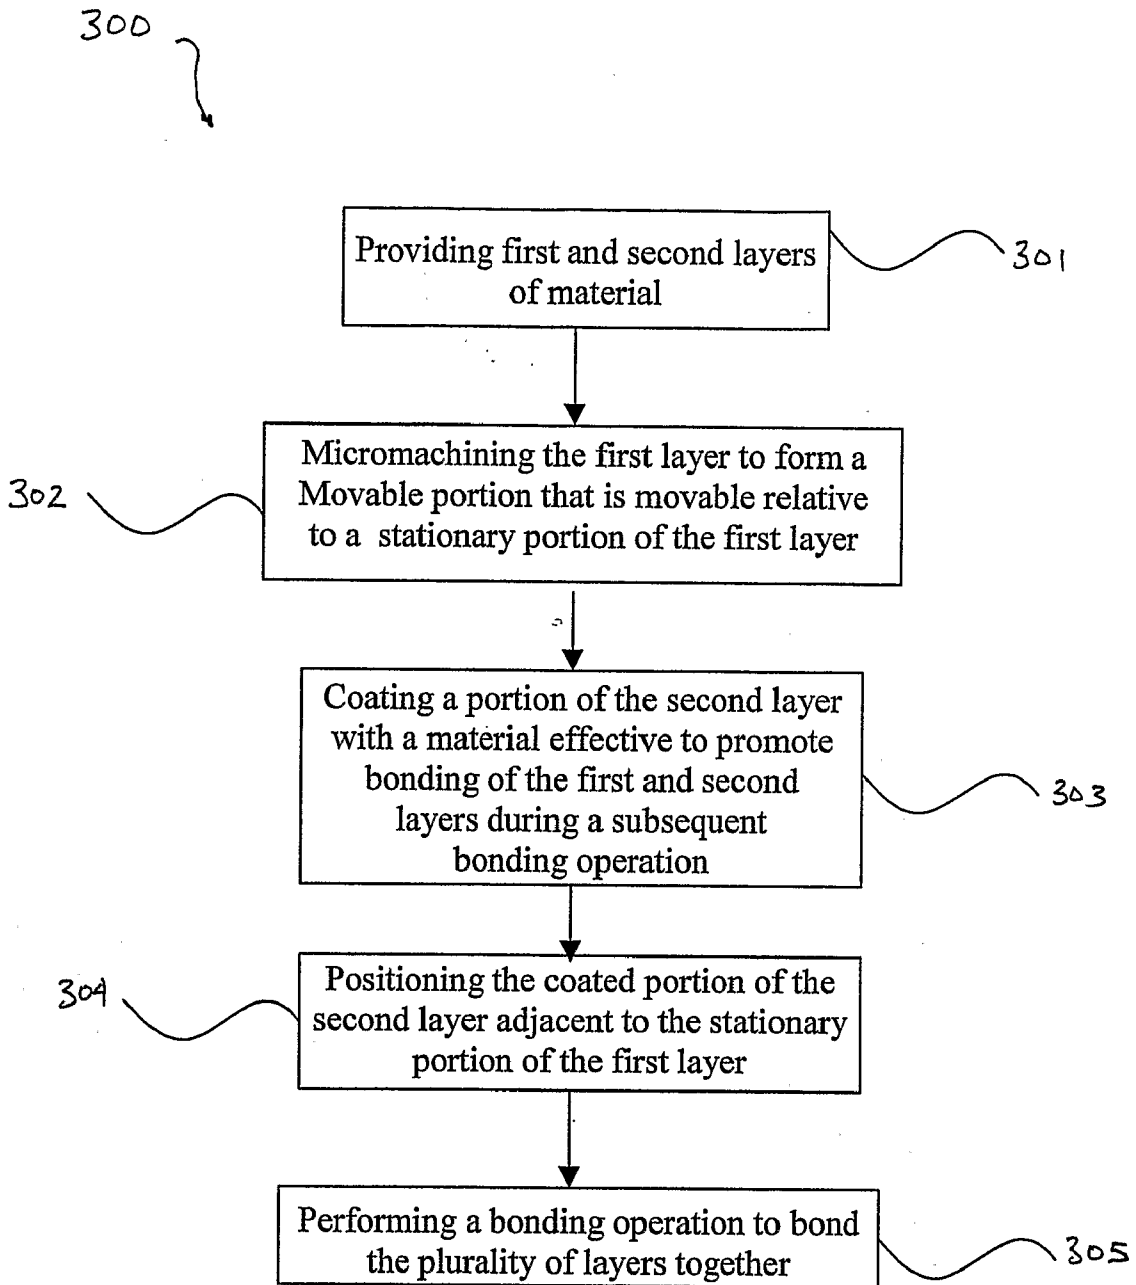 300
Providing first and second layers
of material
301
Micromachining the first layer to form a
Movable portion that is movable relative
to a stationary portion of the first layer
302
Coating a portion of the second layer
with a material effective to promote
bonding of the first and second
layers during a subsequent
bonding operation
303
Positioning the coated portion of the
second layer adjacent to the stationary
portion of the first layer
304
Performing a bonding operation to bond
the plurality of layers together
305